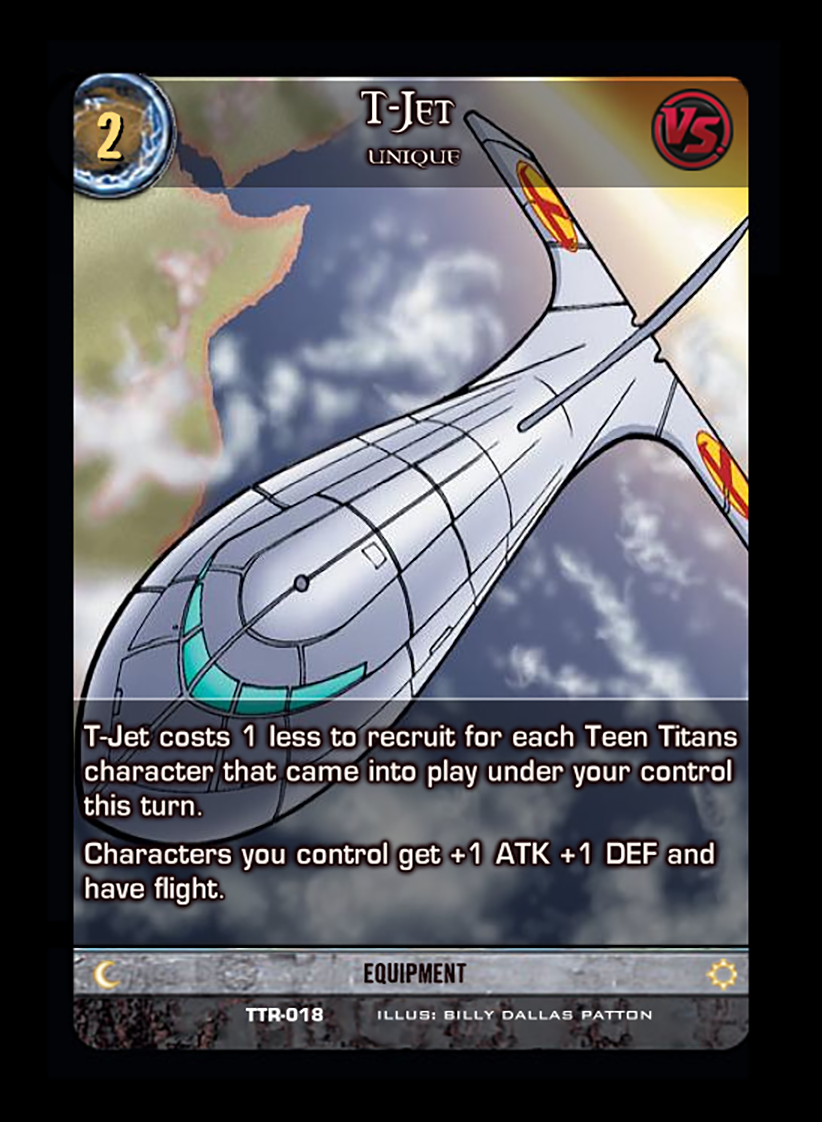 2
T-Jet
UNIQUE
VS.
T-Jet costs 1 less to recruit for each Teen Titans
character that came into play under your control
this turn.
Characters you control get +1 ATK +1 DEF and
have flight.
EQUIPMENT
TTR-018 ILLUS: BILLY DALLAS PATTON